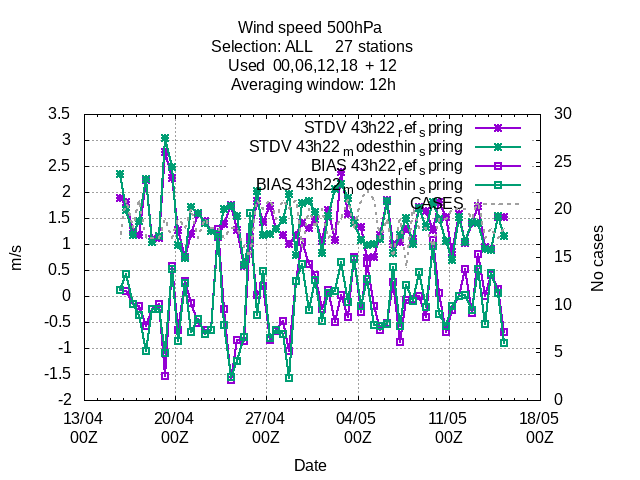 Wind speed 500hPa
Selection: ALL 27 stations
Used 00,06,12,18 + 12
Averaging window: 12h
3.5
3
2.5
2
1.5
1
0.5
0
-0.5
-1
-1.5
-2
30
25
20
15
10
5
0
STDV 43h22_ref_spring
STDV 43h22_modesthin_spring
BIAS 43h22_ref_spring
BIAS 43h22_modesthin_spring
CASES
m/s
No cases
13/04 20/04 27/04 04/05 11/05 18/05
00Z 00Z 00Z 00Z 00Z 00Z
Date